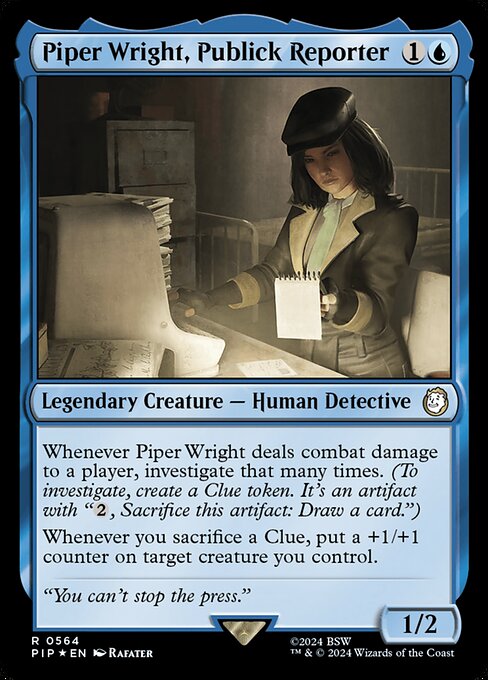 Piper Wright, Publick Reporter 1
Legendary Creature — Human Detective
Whenever Piper Wright deals combat damage
to a player, investigate that many times. (To
investigate, create a Clue token. It's an artifact
with “2, Sacrifice this artifact: Draw a card.”)
Whenever you sacrifice a Clue, put a +1/+1
counter on target creature you control.
“You can't stop the press.”
1/2
R 0564
PIP ★ EN Rafater
©2024 BSW
™ & © 2024 Wizards of the Coast